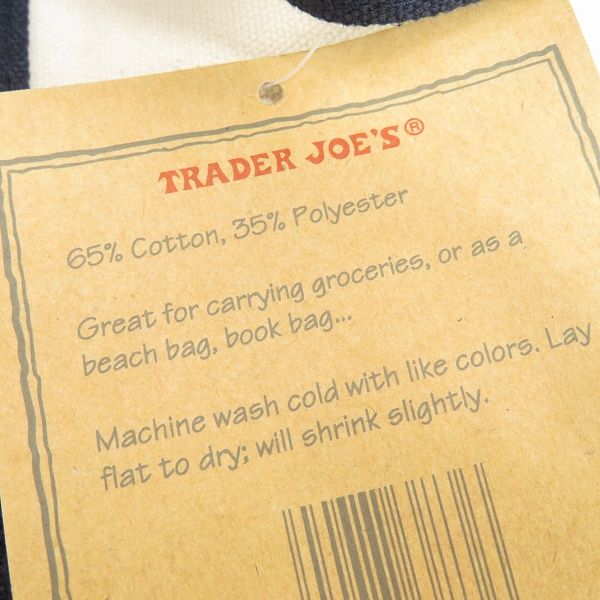 TRADER JOE'S®
65% Cotton, 35% Polyester
Great for carrying groceries, or as a
beach bag, book bag...
Machine wash cold with like colors. Lay
flat to dry; will shrink slightly.